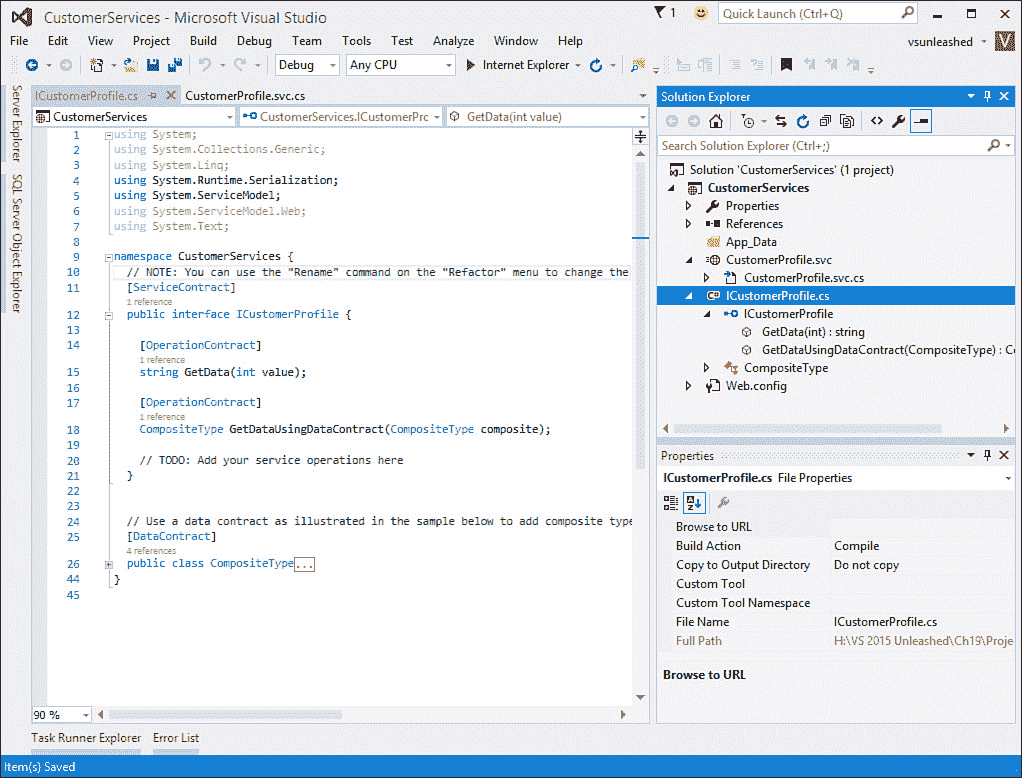 CustomerServices - Microsoft Visual Studio
1
Quick Launch (Ctrl+Q)
File Edit View Project Build Debug Team Tools Test Analyze Window Help
vsunleashed
Debug Any CPU Internet Explorer
Server Explorer
SQL Server Object Explorer
ICustomerProfile.cs CustomerProfile.svc.cs
CustomerServices CustomerServices.ICustomerPrc GetData(int value)
1 using System;
2 using System.Collections.Generic;
3 using System.Linq;
4 using System.Runtime.Serialization;
5 using System.ServiceModel;
6 using System.ServiceModel.Web;
7 using System.Text;
8
9 namespace CustomerServices {
10 // NOTE: You can use the "Rename" command on the "Refactor" menu to change the
11 [ServiceContract]
1 reference
12 public interface ICustomerProfile {
13
14 [OperationContract]
1 reference
15 string GetData(int value);
16
17 [OperationContract]
1 reference
18 CompositeType GetDataUsingDataContract(CompositeType composite);
19
20 // TODO: Add your service operations here
21 }
22
23
24 // Use a data contract as illustrated in the sample below to add composite type
25 [DataContract]
4 references
26 public class CompositeType...
44 }
45
90 %
Solution Explorer
Search Solution Explorer (Ctrl+;)
Solution 'CustomerServices' (1 project)
CustomerServices
Properties
References
App_Data
CustomerProfile.svc
CustomerProfile.svc.cs
ICustomerProfile.cs
ICustomerProfile
GetData(int) : string
GetDataUsingDataContract(CompositeType) : Co
CompositeType
Web.config
Properties
ICustomerProfile.cs File Properties
Browse to URL
Build Action Compile
Copy to Output Directory Do not copy
Custom Tool
Custom Tool Namespace
File Name ICustomerProfile.cs
Full Path H:\VS 2015 Unleashed\Ch19\Proje
Browse to URL
Task Runner Explorer Error List
Item(s) Saved